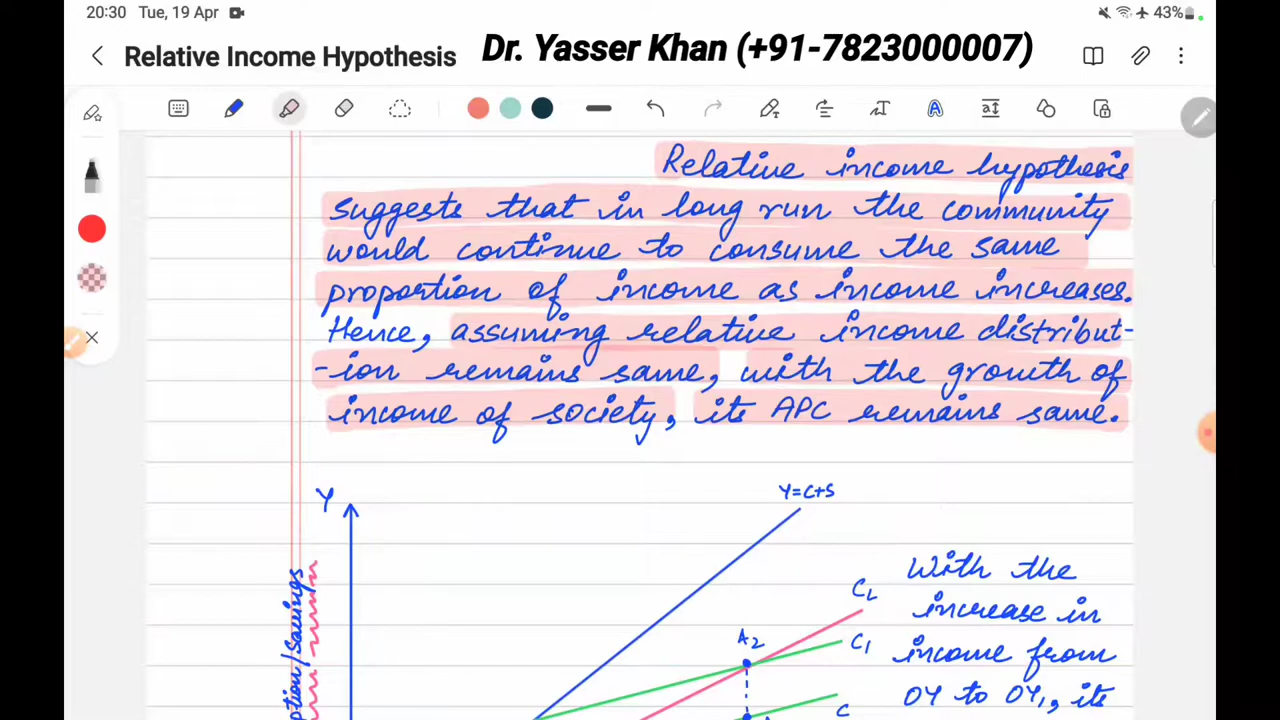 20:30 Tue, 19 Apr
43%
Relative Income Hypothesis
Dr. Yasser Khan (+91-7823000007)
Relative income hypothesis
suggests that in long run the community
would continue to consume the same
proportion of income as income increases.
Hence, assuming relative income distribut-
-ion remains same, with the growth of
income of society, its APC remains same.
Y
Y=C+S
With the
increase in
income from
OY to OY₁, its
C₁
A₂
C
/Savings